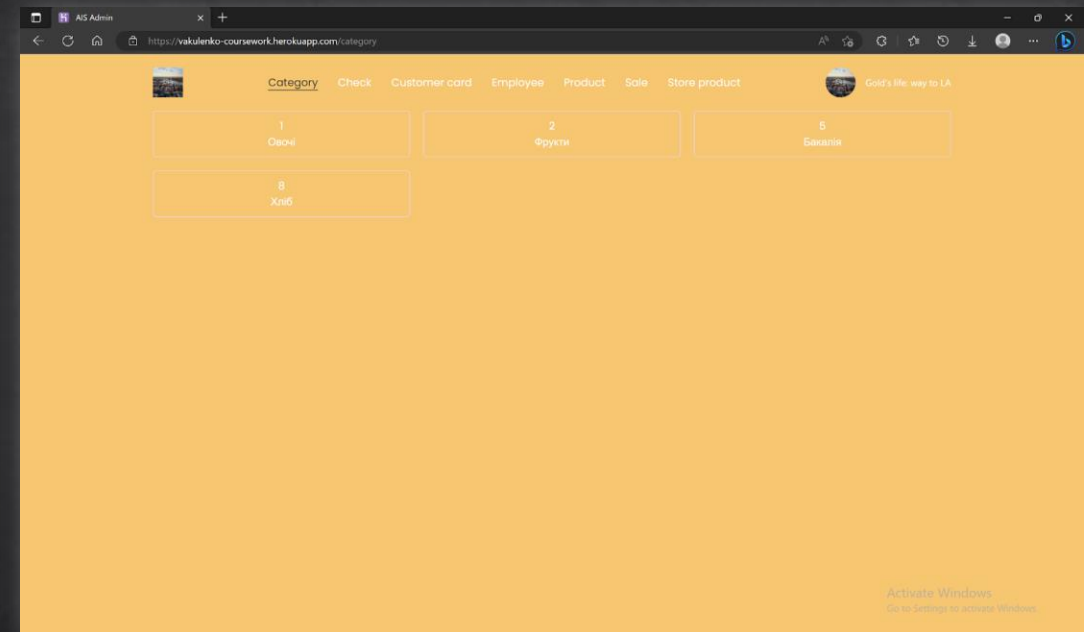 AIS Admin
https://vakulenko-coursework.herokuapp.com/category
Category Check Customer card Employee Product Sale Store product
Gold's life: way to LA
1
Овочі
2
Фрукти
5
Бакалія
8
Хліб
Activate Windows
Go to Settings to activate Windows.